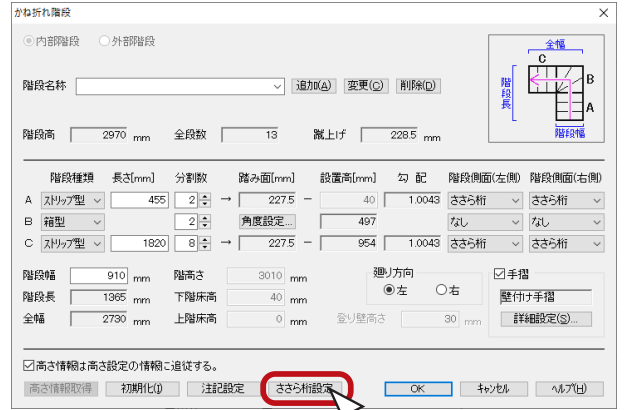 かね折れ階段
内部階段 外部階段
階段名称 追加(A) 変更(C) 削除(D)
全幅
C
B
A
階段長
階段幅
階段高 2970 mm 全段数 13 蹴上げ 228.5 mm
階段種類 長さ[mm] 分割数 踏み面[mm] 設置高[mm] 勾 配 階段側面(左側) 階段側面(右側)
A ストリップ型 455 2 → 227.5 − 40 1.0043 ささら桁 ささら桁
B 箱型 2 角度設定... 497 なし なし
C ストリップ型 1820 8 → 227.5 − 954 1.0043 ささら桁 ささら桁
階段幅 910 mm 階高さ 3010 mm 廻り方向 左 右 手摺
階段長 1365 mm 下階床高 40 mm 壁付け手摺
全幅 2730 mm 上階床高 0 mm 登り壁高さ 30 mm 詳細設定(S)...
高さ情報は高さ設定の情報に追従する。
高さ情報取得 初期化(I) 注記設定 ささら桁設定 OK キャンセル ヘルプ(H)